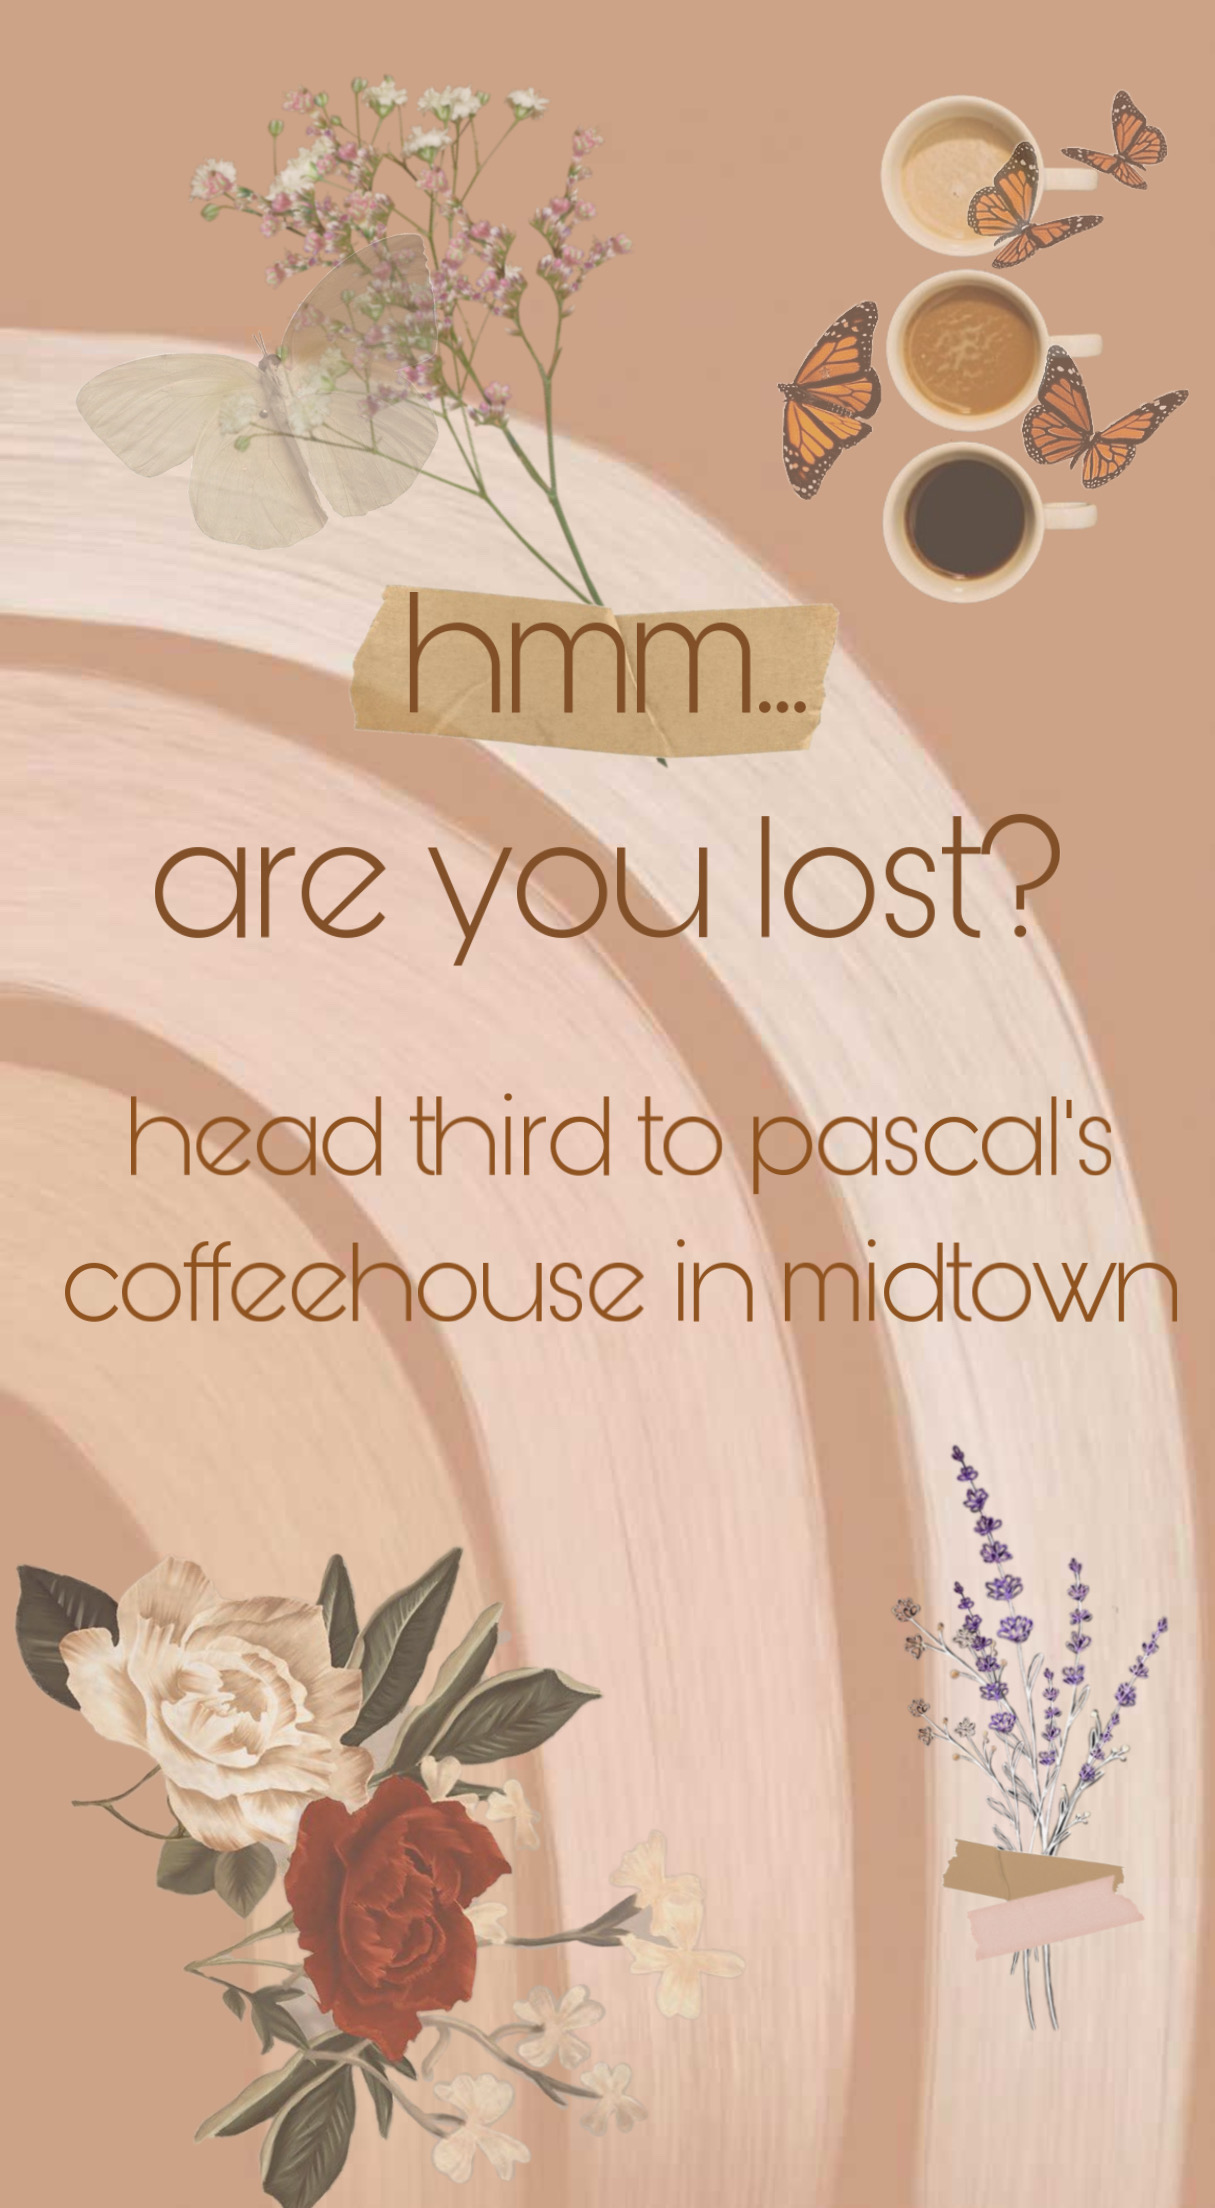 hmm...
are you lost?
head third to pascal's
coffeehouse in midtown